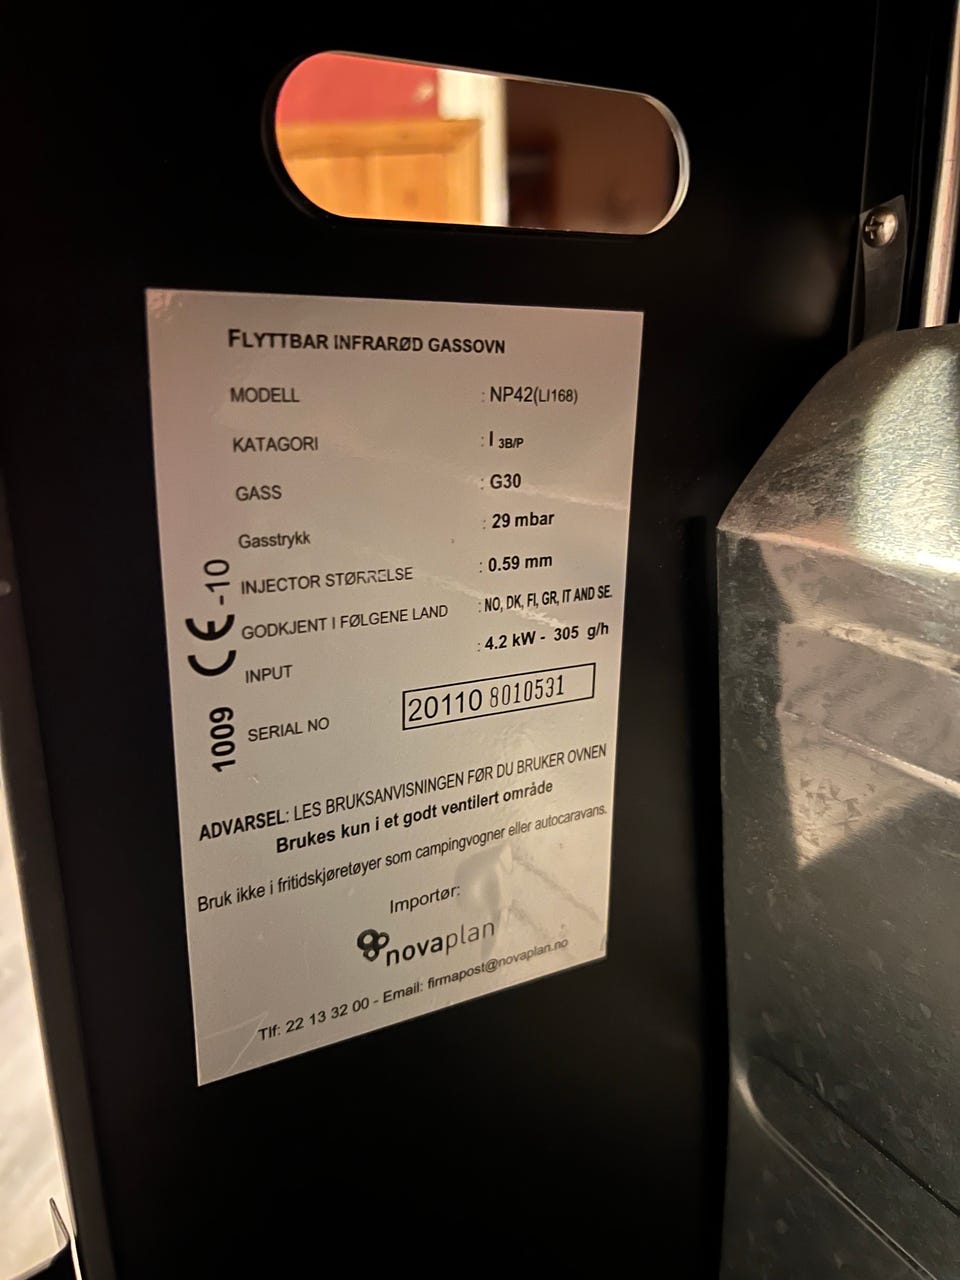 FLYTTBAR INFRARØD GASSOVN
MODELL : NP42(LI168)
KATAGORI : I 3B/P
GASS : G30
Gasstrykk : 29 mbar
INJECTOR STØRRELSE : 0.59 mm
GODKJENT I FØLGENE LAND : NO, DK, FI, GR, IT AND SE.
INPUT : 4.2 kW - 305 g/h
SERIAL NO 20110 8010531
1009 CE-10
ADVARSEL: LES BRUKSANVISNINGEN FØR DU BRUKER OVNEN
Brukes kun i et godt ventilert område
Bruk ikke i fritidskjøretøyer som campingvogner eller autocaravans.
Importør:
novaplan
Tlf: 22 13 32 00 - Email: firmapost@novaplan.no